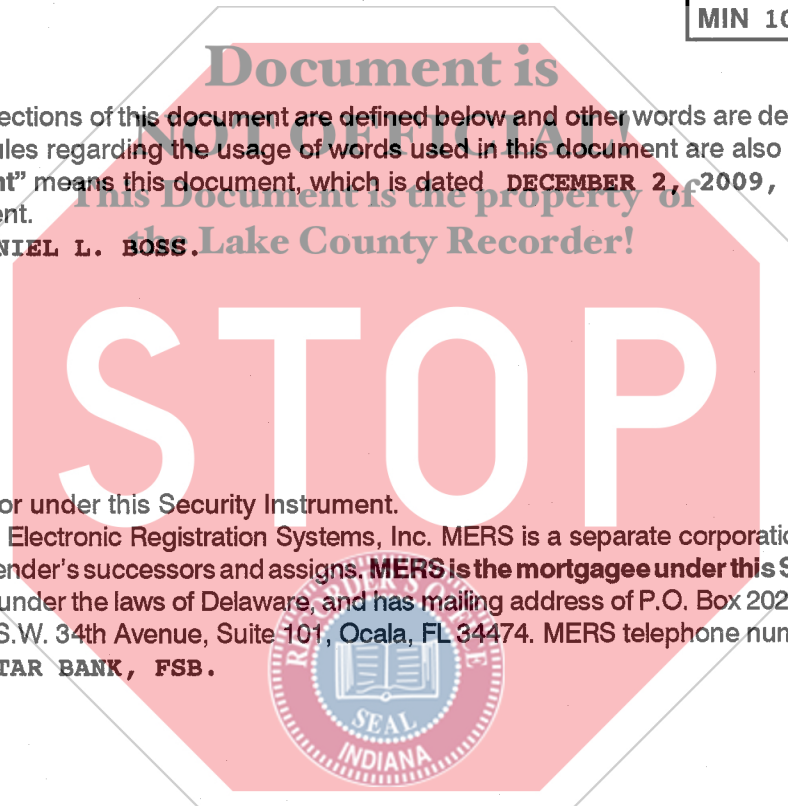 MIN 10
Document is
ections of this document are defined below and other words are de
NOT OFFICIAL!
ules regarding the usage of words used in this document are also
nt” means this document, which is dated DECEMBER 2, 2009,
This Document is the property of
ent.
NIEL L. BOSS.
the Lake County Recorder!
STOP
or under this Security Instrument.
Electronic Registration Systems, Inc. MERS is a separate corporatio
ender's successors and assigns. MERS is the mortgagee under this S
under the laws of Delaware, and has mailing address of P.O. Box 202
S.W. 34th Avenue, Suite 101, Ocala, FL 34474. MERS telephone num
TAR BANK, FSB.
RECORDER'S OFFICE
SEAL
INDIANA